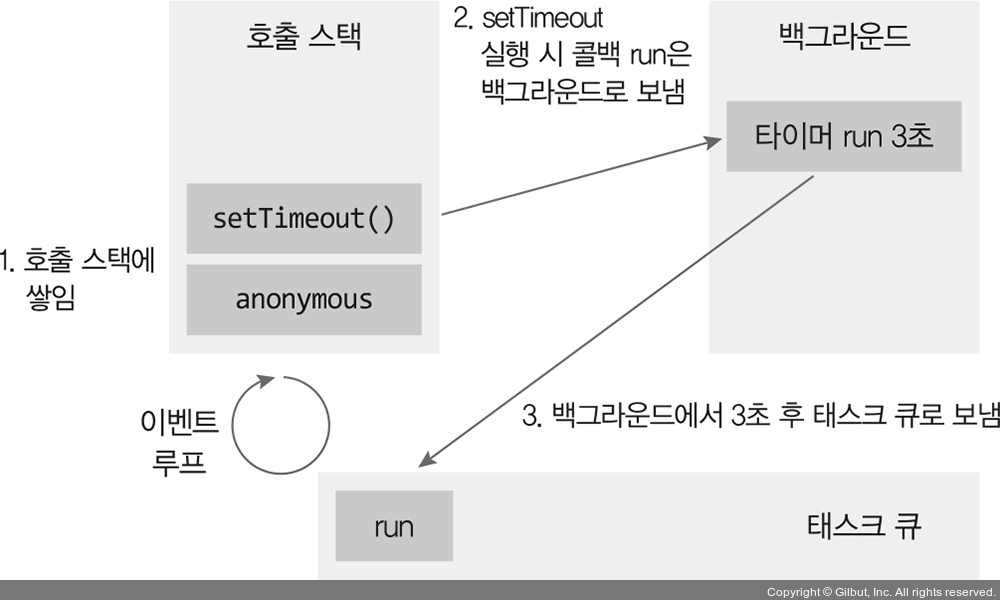 호출 스택
2. setTimeout
실행 시 콜백 run은
백그라운드로 보냄
백그라운드
타이머 run 3초
setTimeout()
1. 호출 스택에
쌓임
anonymous
이벤트
루프
3. 백그라운드에서 3초 후 태스크 큐로 보냄
run
태스크 큐
Copyright © Gilbut, Inc. All rights reserved.